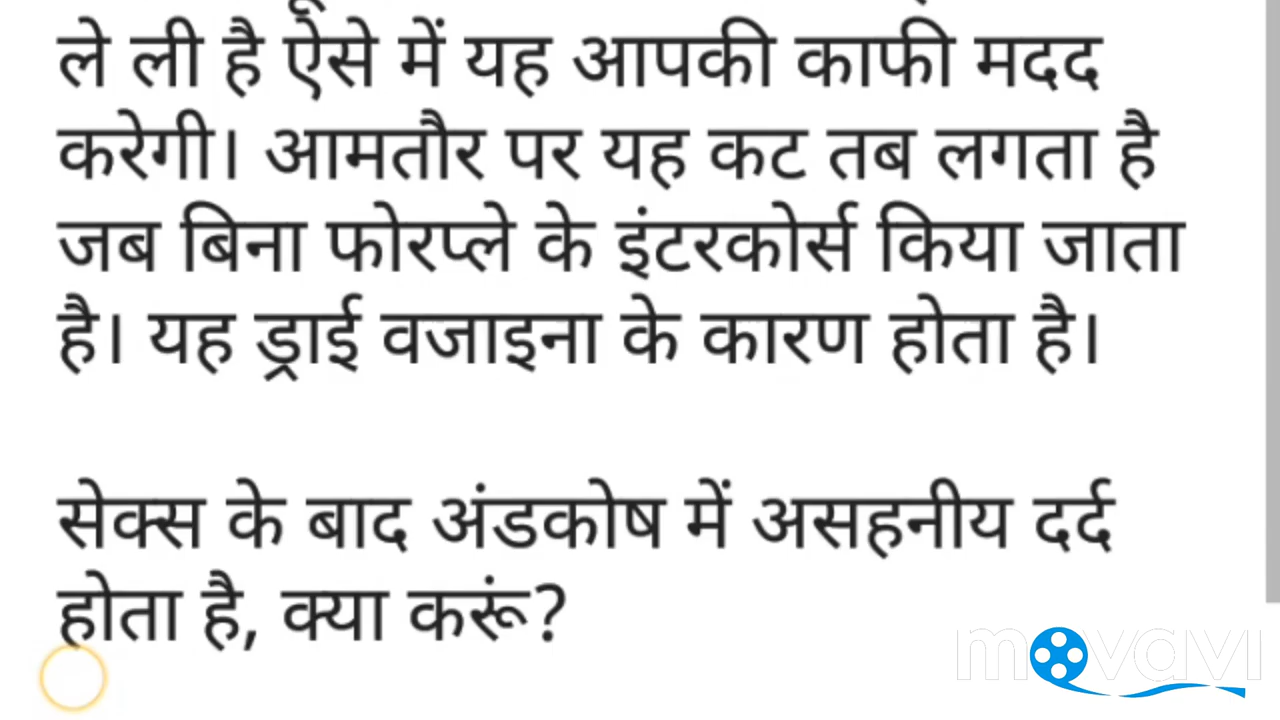 ले ली है ऐसे में यह आपकी काफी मदद
करेगी। आमतौर पर यह कट तब लगता है
जब बिना फोरप्ले के इंटरकोर्स किया जाता
है। यह ड्राई वजाइना के कारण होता है।
सेक्स के बाद अंडकोष में असहनीय दर्द
होता है, क्या करूं?
movavi